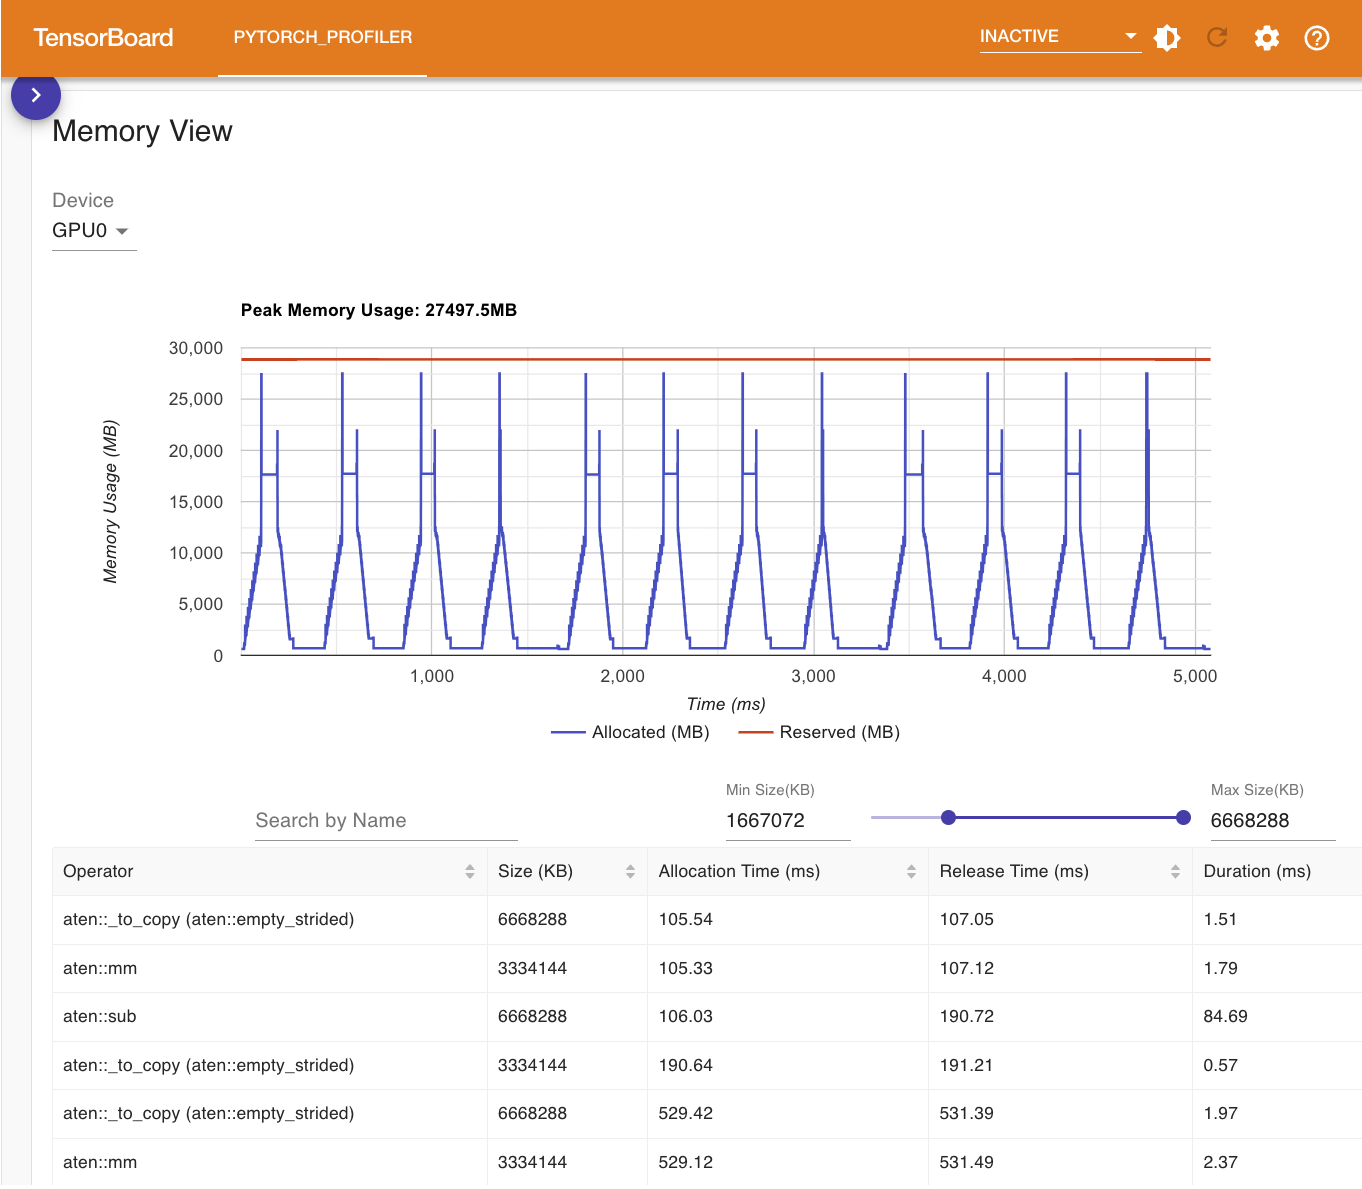 TensorBoard PYTORCH_PROFILER INACTIVE
Memory View
Device
GPU0
Peak Memory Usage: 27497.5MB
30,000
25,000
20,000
15,000
10,000
5,000
0
Memory Usage (MB)
1,000 2,000 3,000 4,000 5,000
Time (ms)
Allocated (MB) Reserved (MB)
Search by Name
Min Size(KB)
1667072
Max Size(KB)
6668288
Operator Size (KB) Allocation Time (ms) Release Time (ms) Duration (ms)
aten::_to_copy (aten::empty_strided) 6668288 105.54 107.05 1.51
aten::mm 3334144 105.33 107.12 1.79
aten::sub 6668288 106.03 190.72 84.69
aten::_to_copy (aten::empty_strided) 3334144 190.64 191.21 0.57
aten::_to_copy (aten::empty_strided) 6668288 529.42 531.39 1.97
aten::mm 3334144 529.12 531.49 2.37